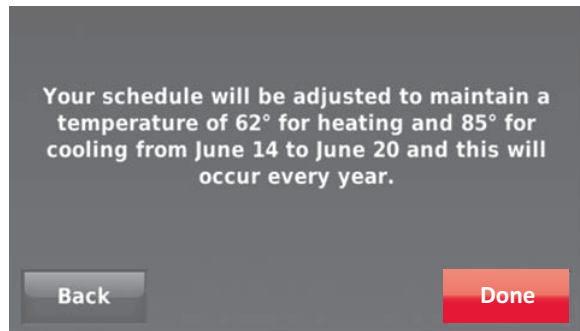 Your schedule will be adjusted to maintain a
temperature of 62° for heating and 85° for
cooling from June 14 to June 20 and this will
occur every year.
Back
Done